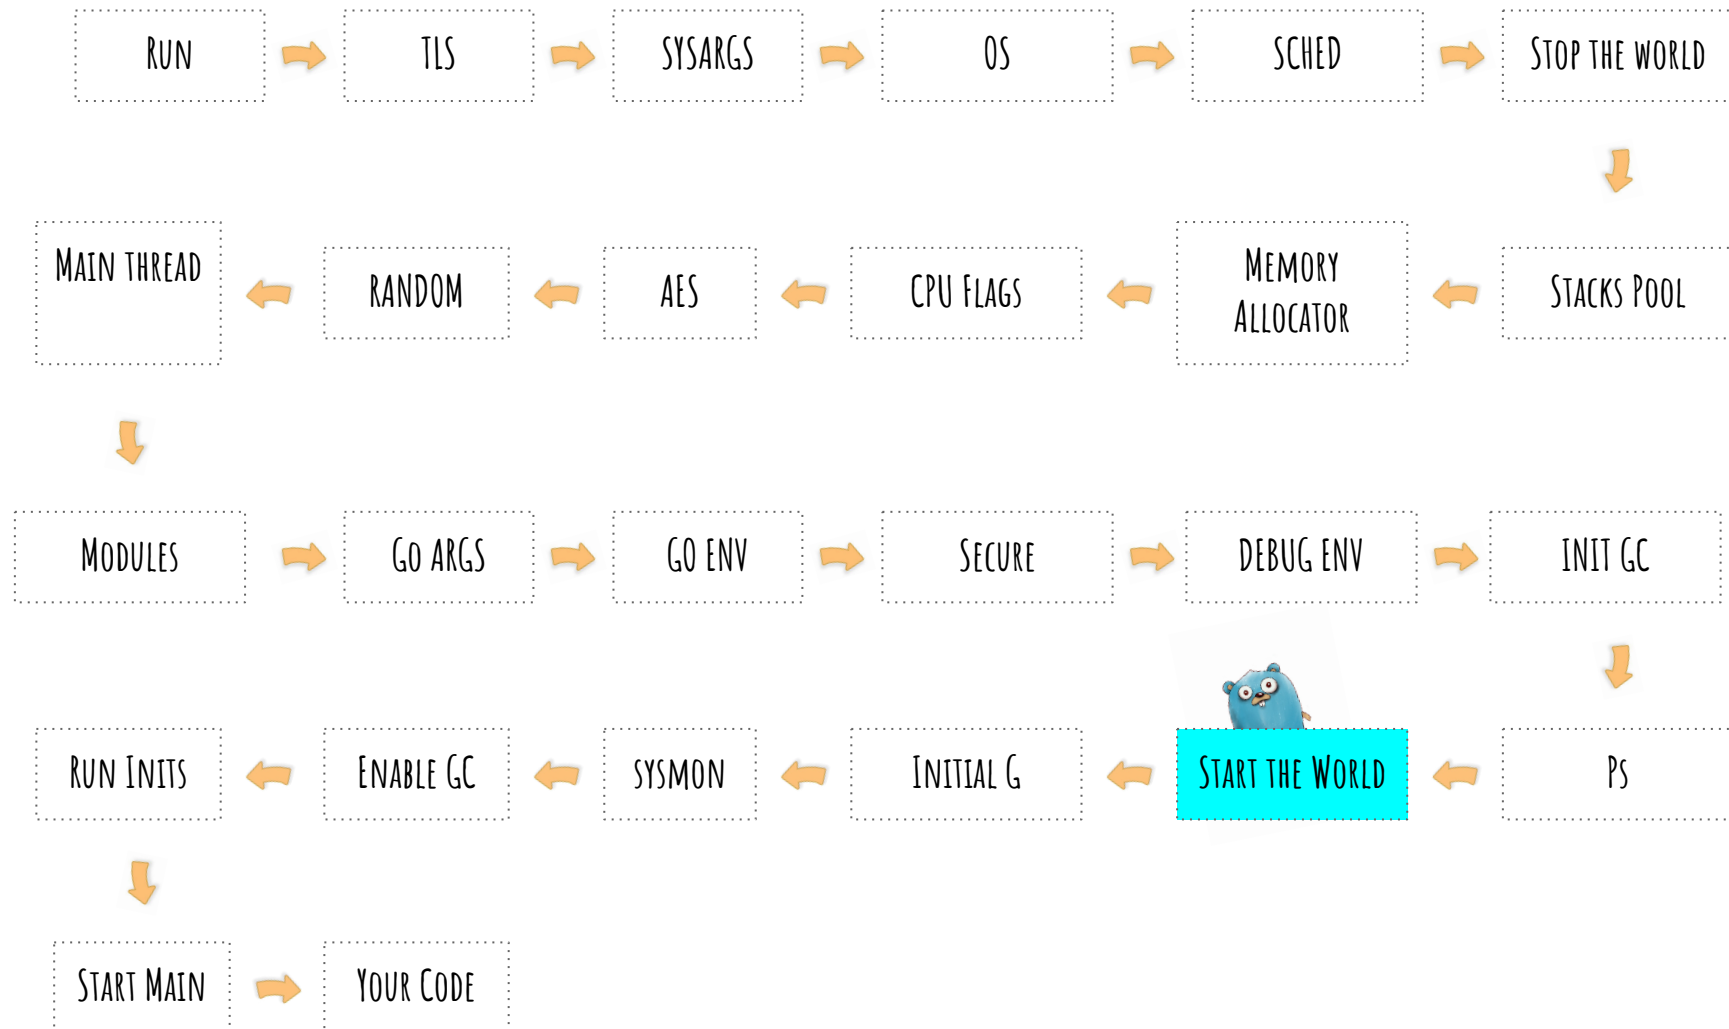 Run
TLS
SYSARGS
OS
SCHED
Stop the world
Stacks Pool
Memory
Allocator
CPU Flags
AES
RANDOM
Main thread
Modules
Go ARGS
GO ENV
Secure
DEBUG ENV
INIT GC
Ps
Start the World
Initial G
sysmon
Enable GC
Run Inits
Start Main
Your Code